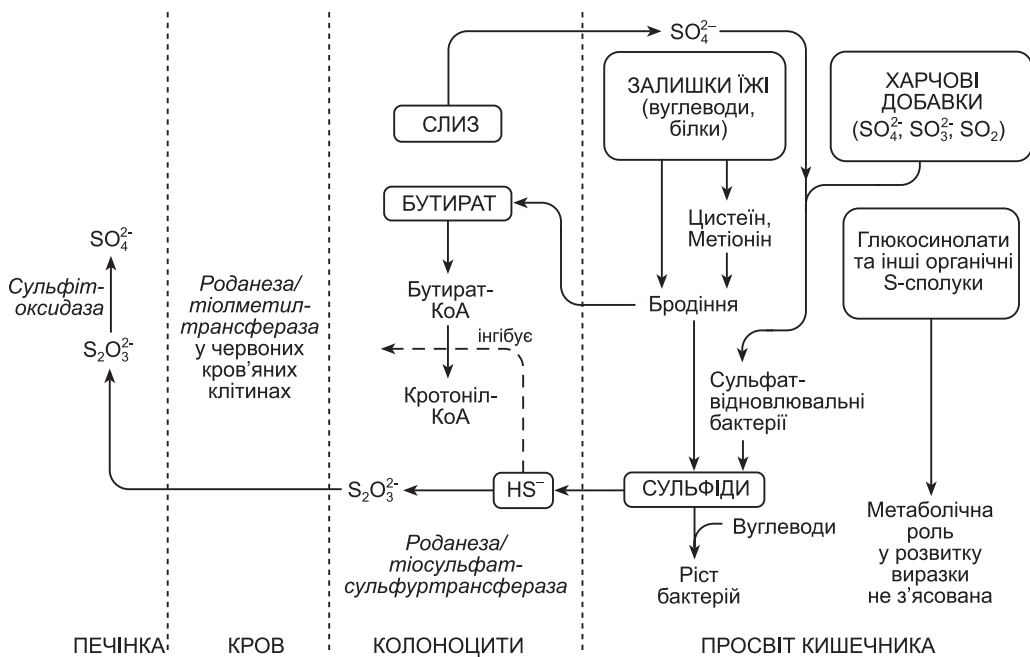 SO₄²⁻
ЗАЛИШКИ ЇЖІ
(вуглеводи,
білки)
ХАРЧОВІ
ДОБАВКИ
(SO₄²⁻, SO₃²⁻, SO₂)
СЛИЗ
БУТИРАТ
Цистеїн,
Метіонін
Глюкосинолати
та інші органічні
S-сполуки
SO₄²⁻
Сульфіт-
оксидаза
S₂O₃²⁻
Роданеза/
тіолметил-
трансфераза
у червоних
кров’яних
клітинах
Бутират-
КоА
Бродіння
інгібує
Кротоніл-
КоА
Сульфат-
відновлювальні
бактерії
S₂O₃²⁻
HS⁻
СУЛЬФІДИ
Вуглеводи
Ріст
бактерій
Метаболічна
роль
у розвитку
виразки
не з’ясована
Роданеза/
тіосульфат-
сульфуртрансфераза
ПЕЧІНКА
КРОВ
КОЛОНОЦИТИ
ПРОСВІТ КИШЕЧНИКА